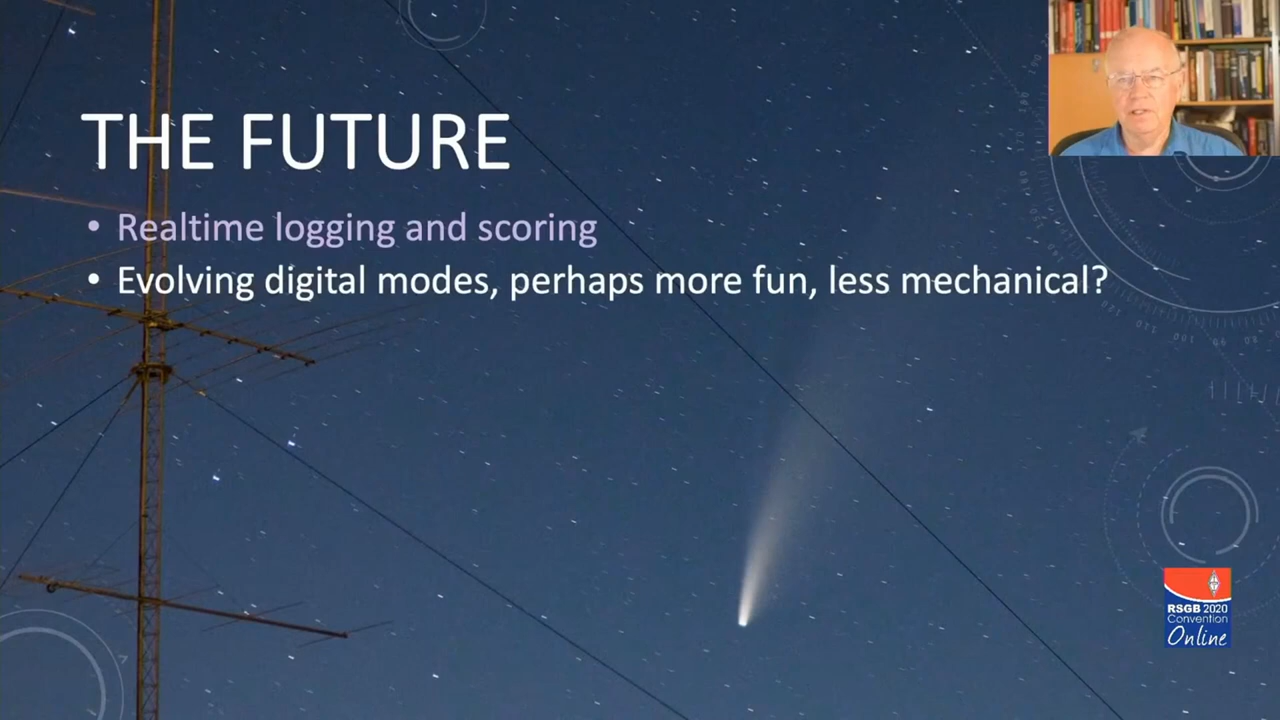 THE FUTURE
• Realtime logging and scoring
• Evolving digital modes, perhaps more fun, less mechanical?
RSGB 2020
Convention
Online